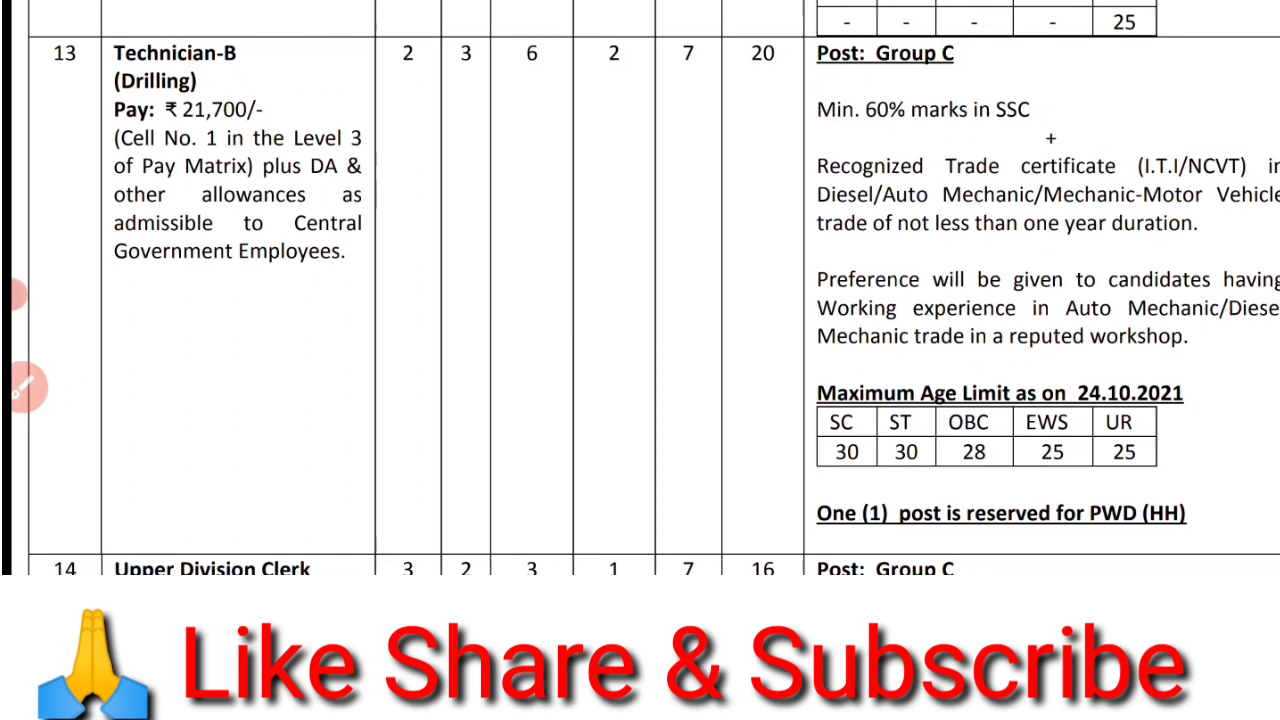 - - - - 25
13 Technician-B 2 3 6 2 7 20 Post: Group C
(Drilling)
Pay: ₹ 21,700/-
(Cell No. 1 in the Level 3
of Pay Matrix) plus DA &
other allowances as
admissible to Central
Government Employees.
Min. 60% marks in SSC
+
Recognized Trade certificate (I.T.I/NCVT) in
Diesel/Auto Mechanic/Mechanic-Motor Vehicle
trade of not less than one year duration.
Preference will be given to candidates having
Working experience in Auto Mechanic/Diese
Mechanic trade in a reputed workshop.
Maximum Age Limit as on 24.10.2021
SC ST OBC EWS UR
30 30 28 25 25
One (1) post is reserved for PWD (HH)
14 Upper Division Clerk 3 2 3 1 7 16 Post: Group C
Like Share & Subscribe